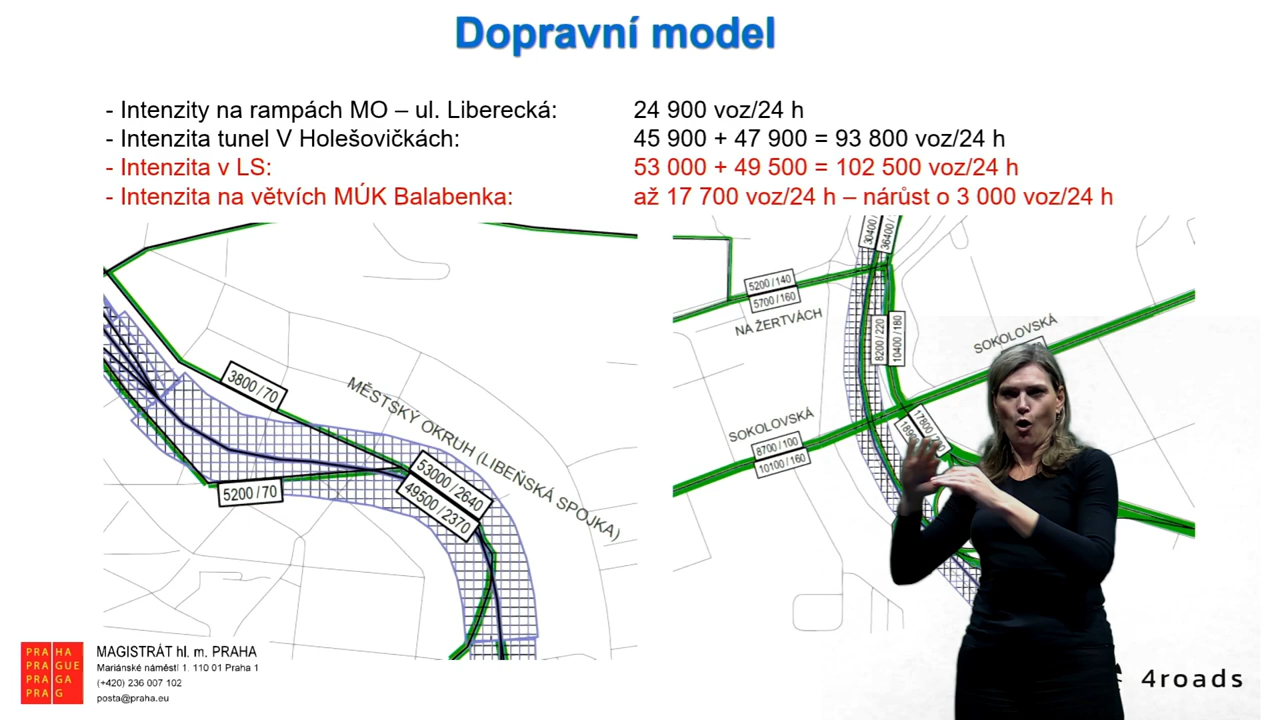 Dopravní model
- Intenzity na rampách MO – ul. Liberecká: 24 900 voz/24 h
- Intenzita tunel V Holešovičkách: 45 900 + 47 900 = 93 800 voz/24 h
- Intenzita v LS: 53 000 + 49 500 = 102 500 voz/24 h
- Intenzita na větvích MÚK Balabenka: až 17 700 voz/24 h – nárůst o 3 000 voz/24 h
3800/70
MĚSTSKÝ OKRUH (LIBEŇSKÁ SPOJKA)
53000/2640
49500/2370
5200/70
30400/
36400/
5200/140
5700/160
NA ŽERTVÁCH
8200/220
10400/180
SOKOLOVSKÁ
SOKOLOVSKÁ
8700/100
10100/160
MAGISTRÁT hl. m. PRAHA
Mariánské náměstí 1. 110 01 Praha 1
(+420) 236 007 102
posta@praha.eu
PRA HA
PRA GUE
PRA GA
PRA G
4roads